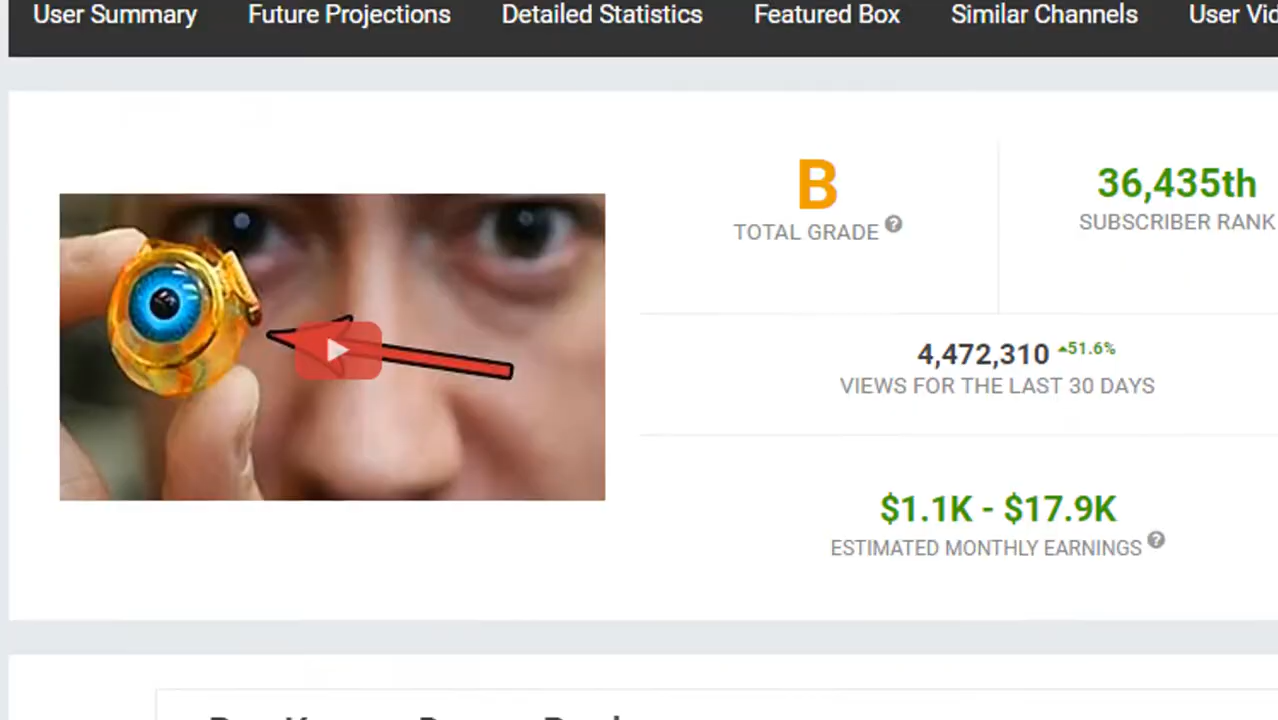 User Summary Future Projections Detailed Statistics Featured Box Similar Channels User
B
TOTAL GRADE
36,435th
SUBSCRIBER RANK
4,472,310 51.6%
VIEWS FOR THE LAST 30 DAYS
$1.1K - $17.9K
ESTIMATED MONTHLY EARNINGS